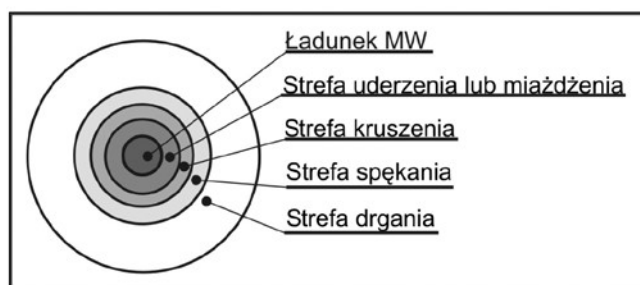 Ładunek MW
Strefa uderzenia lub miażdżenia
Strefa kruszenia
Strefa spękania
Strefa drgania